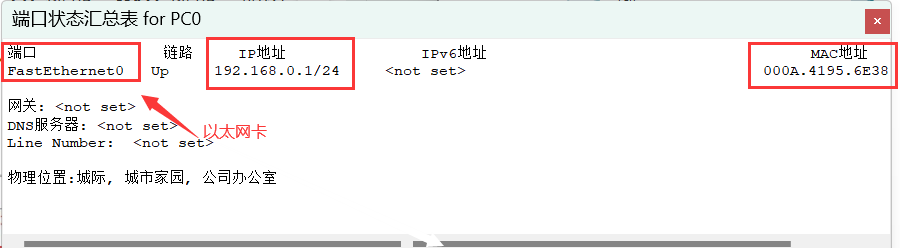 端口状态汇总表 for PC0
端口 链路 IP地址 IPv6地址 MAC地址
FastEthernet0 Up 192.168.0.1/24 <not set> 000A.4195.6E38
网关: <not set>
DNS服务器: <not set>
以太网卡
Line Number: <not set>
物理位置:城际, 城市家园, 公司办公室